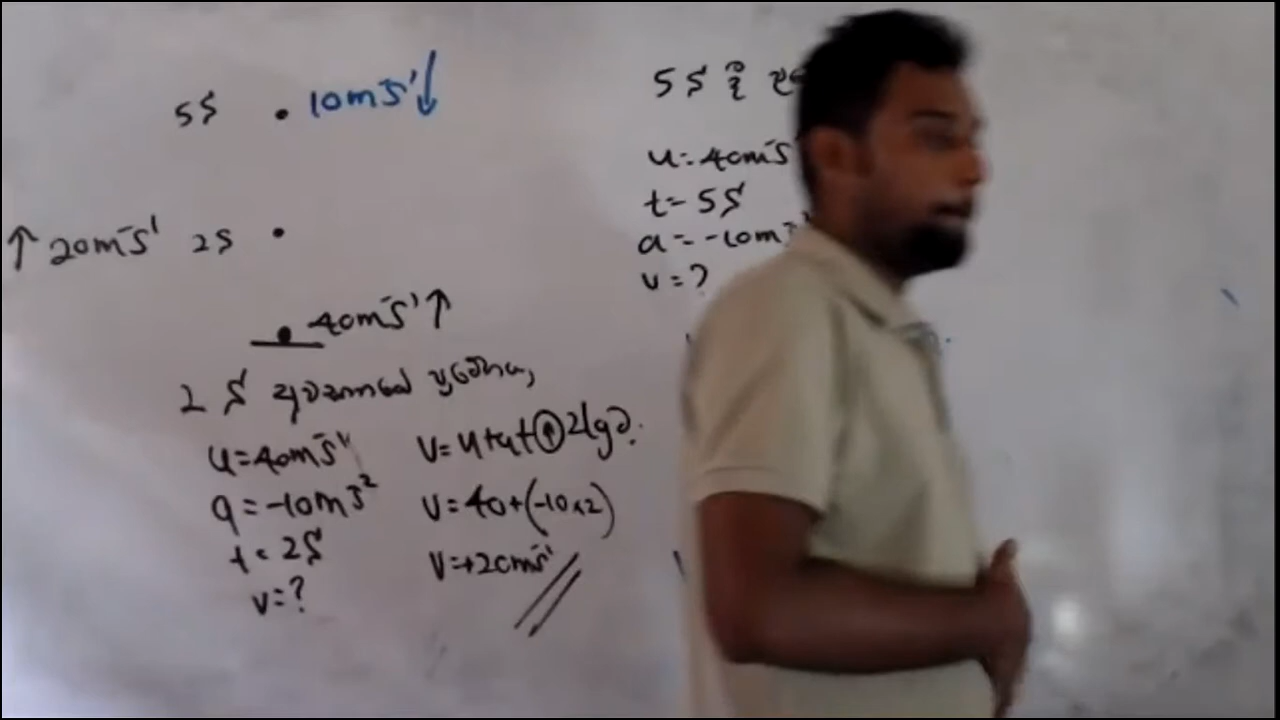 5S . 10ms⁻¹ ↓
↑ 20ms⁻¹ 2S .
40ms⁻¹ ↑
2 S
u=40ms⁻¹
a=-10ms⁻²
t=2S
v=?
v=u+at
v=40+(-10×2)
v=+20ms⁻¹
5S
u=40ms⁻
t=5S
a=-10ms
v=?